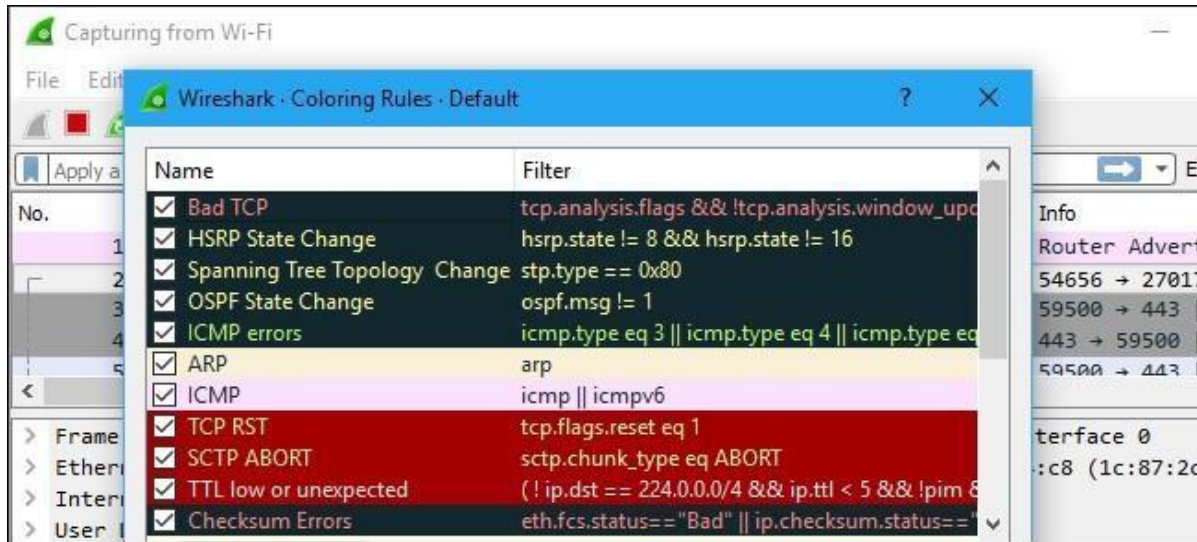 Capturing from Wi-Fi
File Edit
Wireshark · Coloring Rules · Default ? ×
Apply a
Name Filter
No. Info
Bad TCP tcp.analysis.flags && !tcp.analysis.window_upd
1 Router Advert
HSRP State Change hsrp.state != 8 && hsrp.state != 16
2 54656 → 27017
Spanning Tree Topology Change stp.type == 0x80
3 59500 → 443
OSPF State Change ospf.msg != 1
4 443 → 59500
ICMP errors icmp.type eq 3 || icmp.type eq 4 || icmp.type eq
5 59500 → 443
ARP arp
ICMP icmp || icmpv6
Frame terface 0
TCP RST tcp.flags.reset eq 1
Ether :c8 (1c:87:2c
SCTP ABORT sctp.chunk_type eq ABORT
Inter
TTL low or unexpected ( ! ip.dst == 224.0.0.0/4 && ip.ttl < 5 && !pim &
User
Checksum Errors eth.fcs.status=="Bad" || ip.checksum.status=="